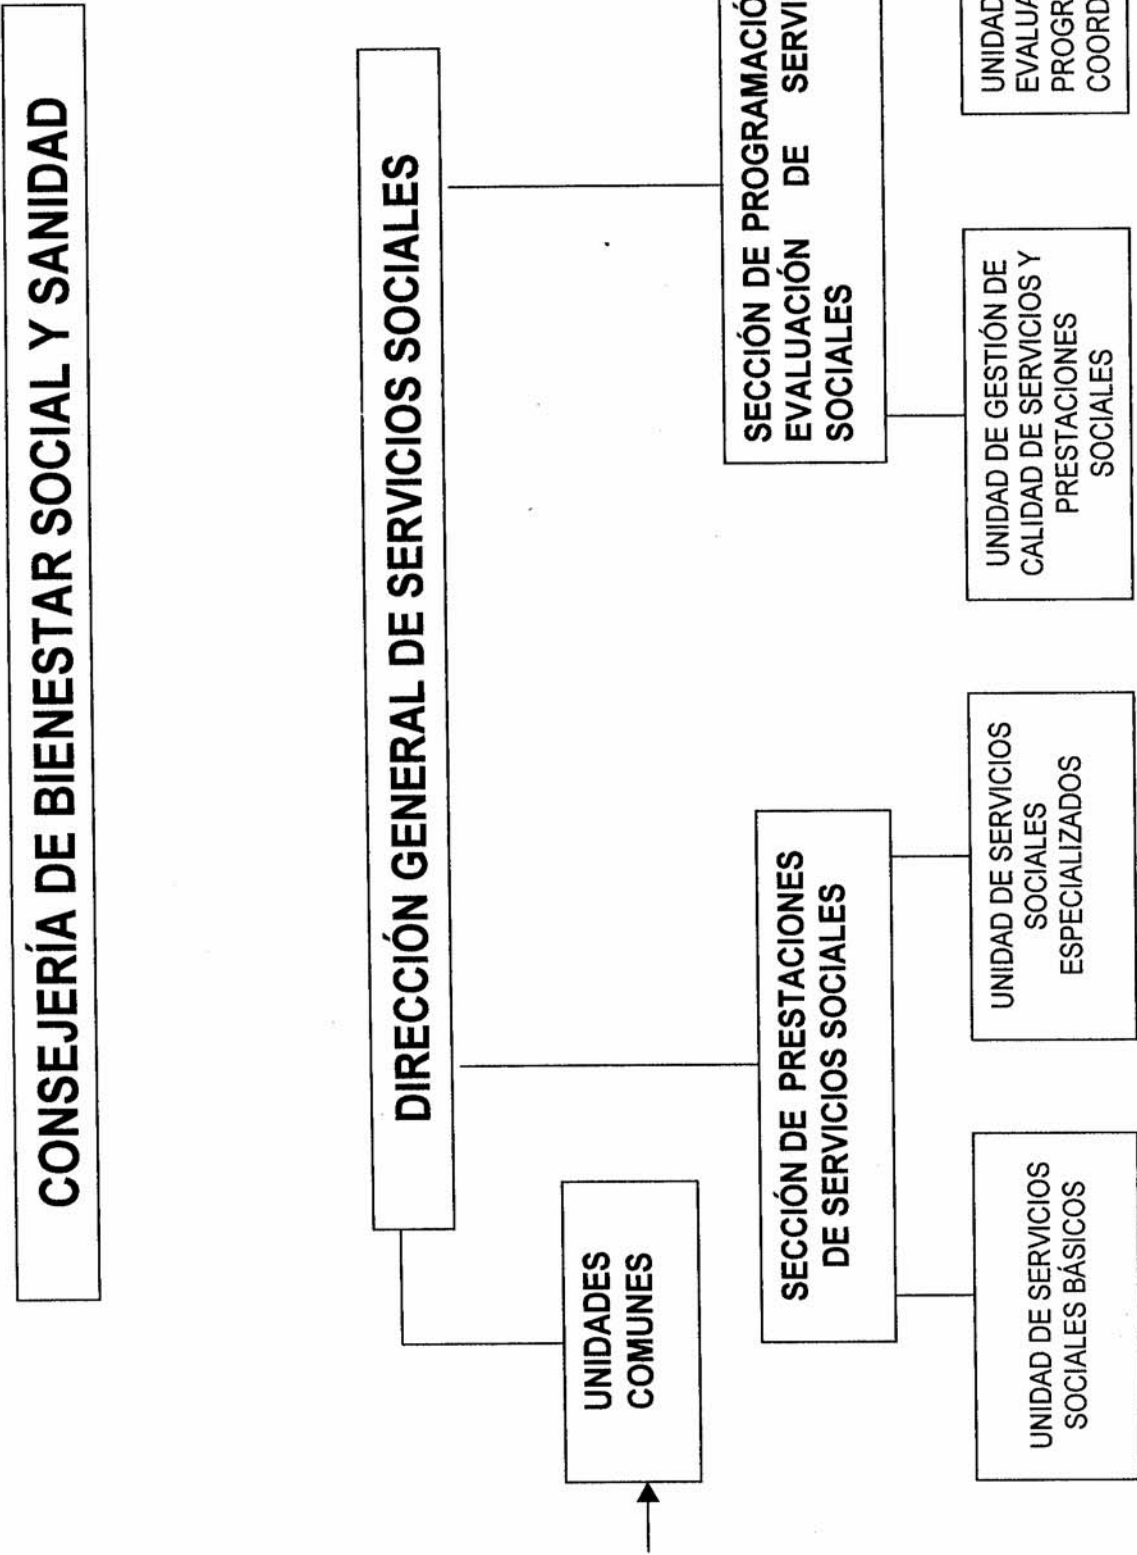 CONSEJERÍA DE BIENESTAR SOCIAL Y SANIDAD
DIRECCIÓN GENERAL DE SERVICIOS SOCIALES
UNIDADES
COMUNES
SECCIÓN DE PRESTACIONES
DE SERVICIOS SOCIALES
SECCIÓN DE PROGRAMACIÓ
EVALUACIÓN DE SERVI
SOCIALES
UNIDAD DE SERVICIOS
SOCIALES BÁSICOS
UNIDAD DE SERVICIOS
SOCIALES
ESPECIALIZADOS
UNIDAD DE GESTIÓN DE
CALIDAD DE SERVICIOS Y
PRESTACIONES
SOCIALES
UNIDAD
EVALUA
PROGR
COORD